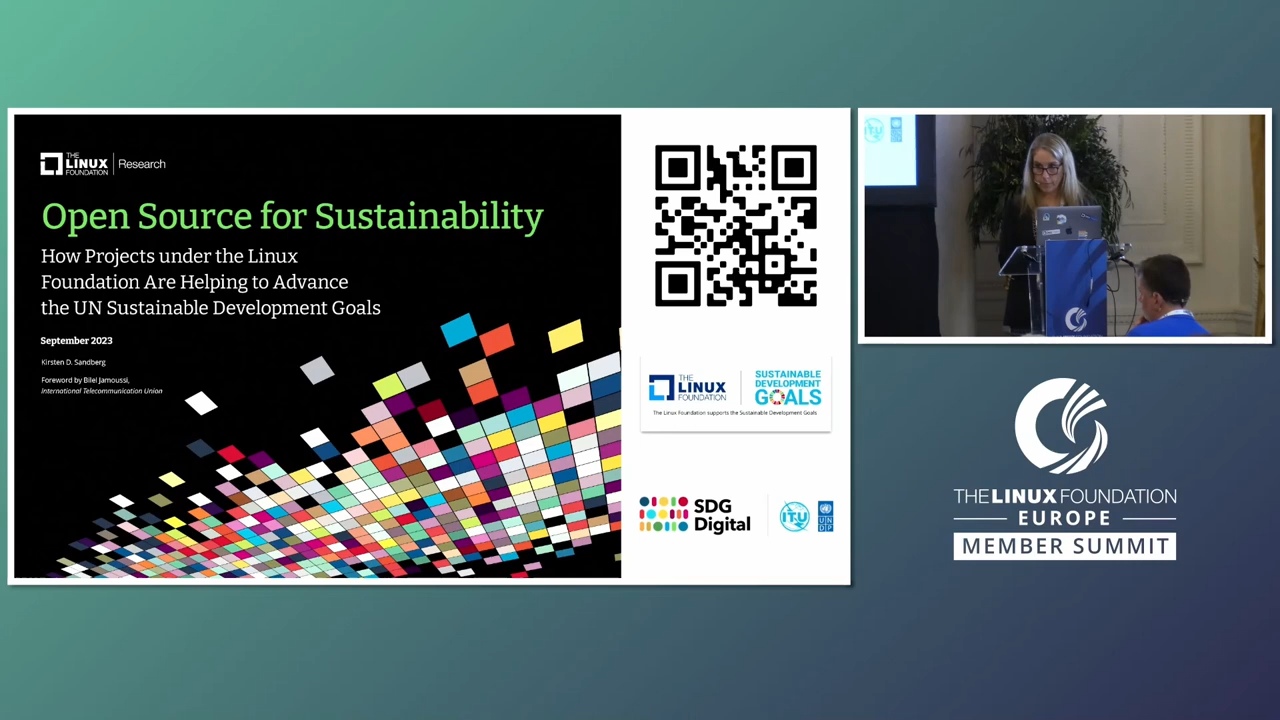 THE
LINUX
FOUNDATION
Research
Open Source for Sustainability
How Projects under the Linux
Foundation Are Helping to Advance
the UN Sustainable Development Goals
September 2023
Kirsten D. Sandberg
Foreword by Bilel Jamoussi,
International Telecommunication Union
THE
LINUX
FOUNDATION
SUSTAINABLE
DEVELOPMENT
GOALS
The Linux Foundation supports the Sustainable Development Goals
SDG
Digital
ITU
UN
DP
ITU
THE LINUX FOUNDATION
EUROPE
MEMBER SUMMIT